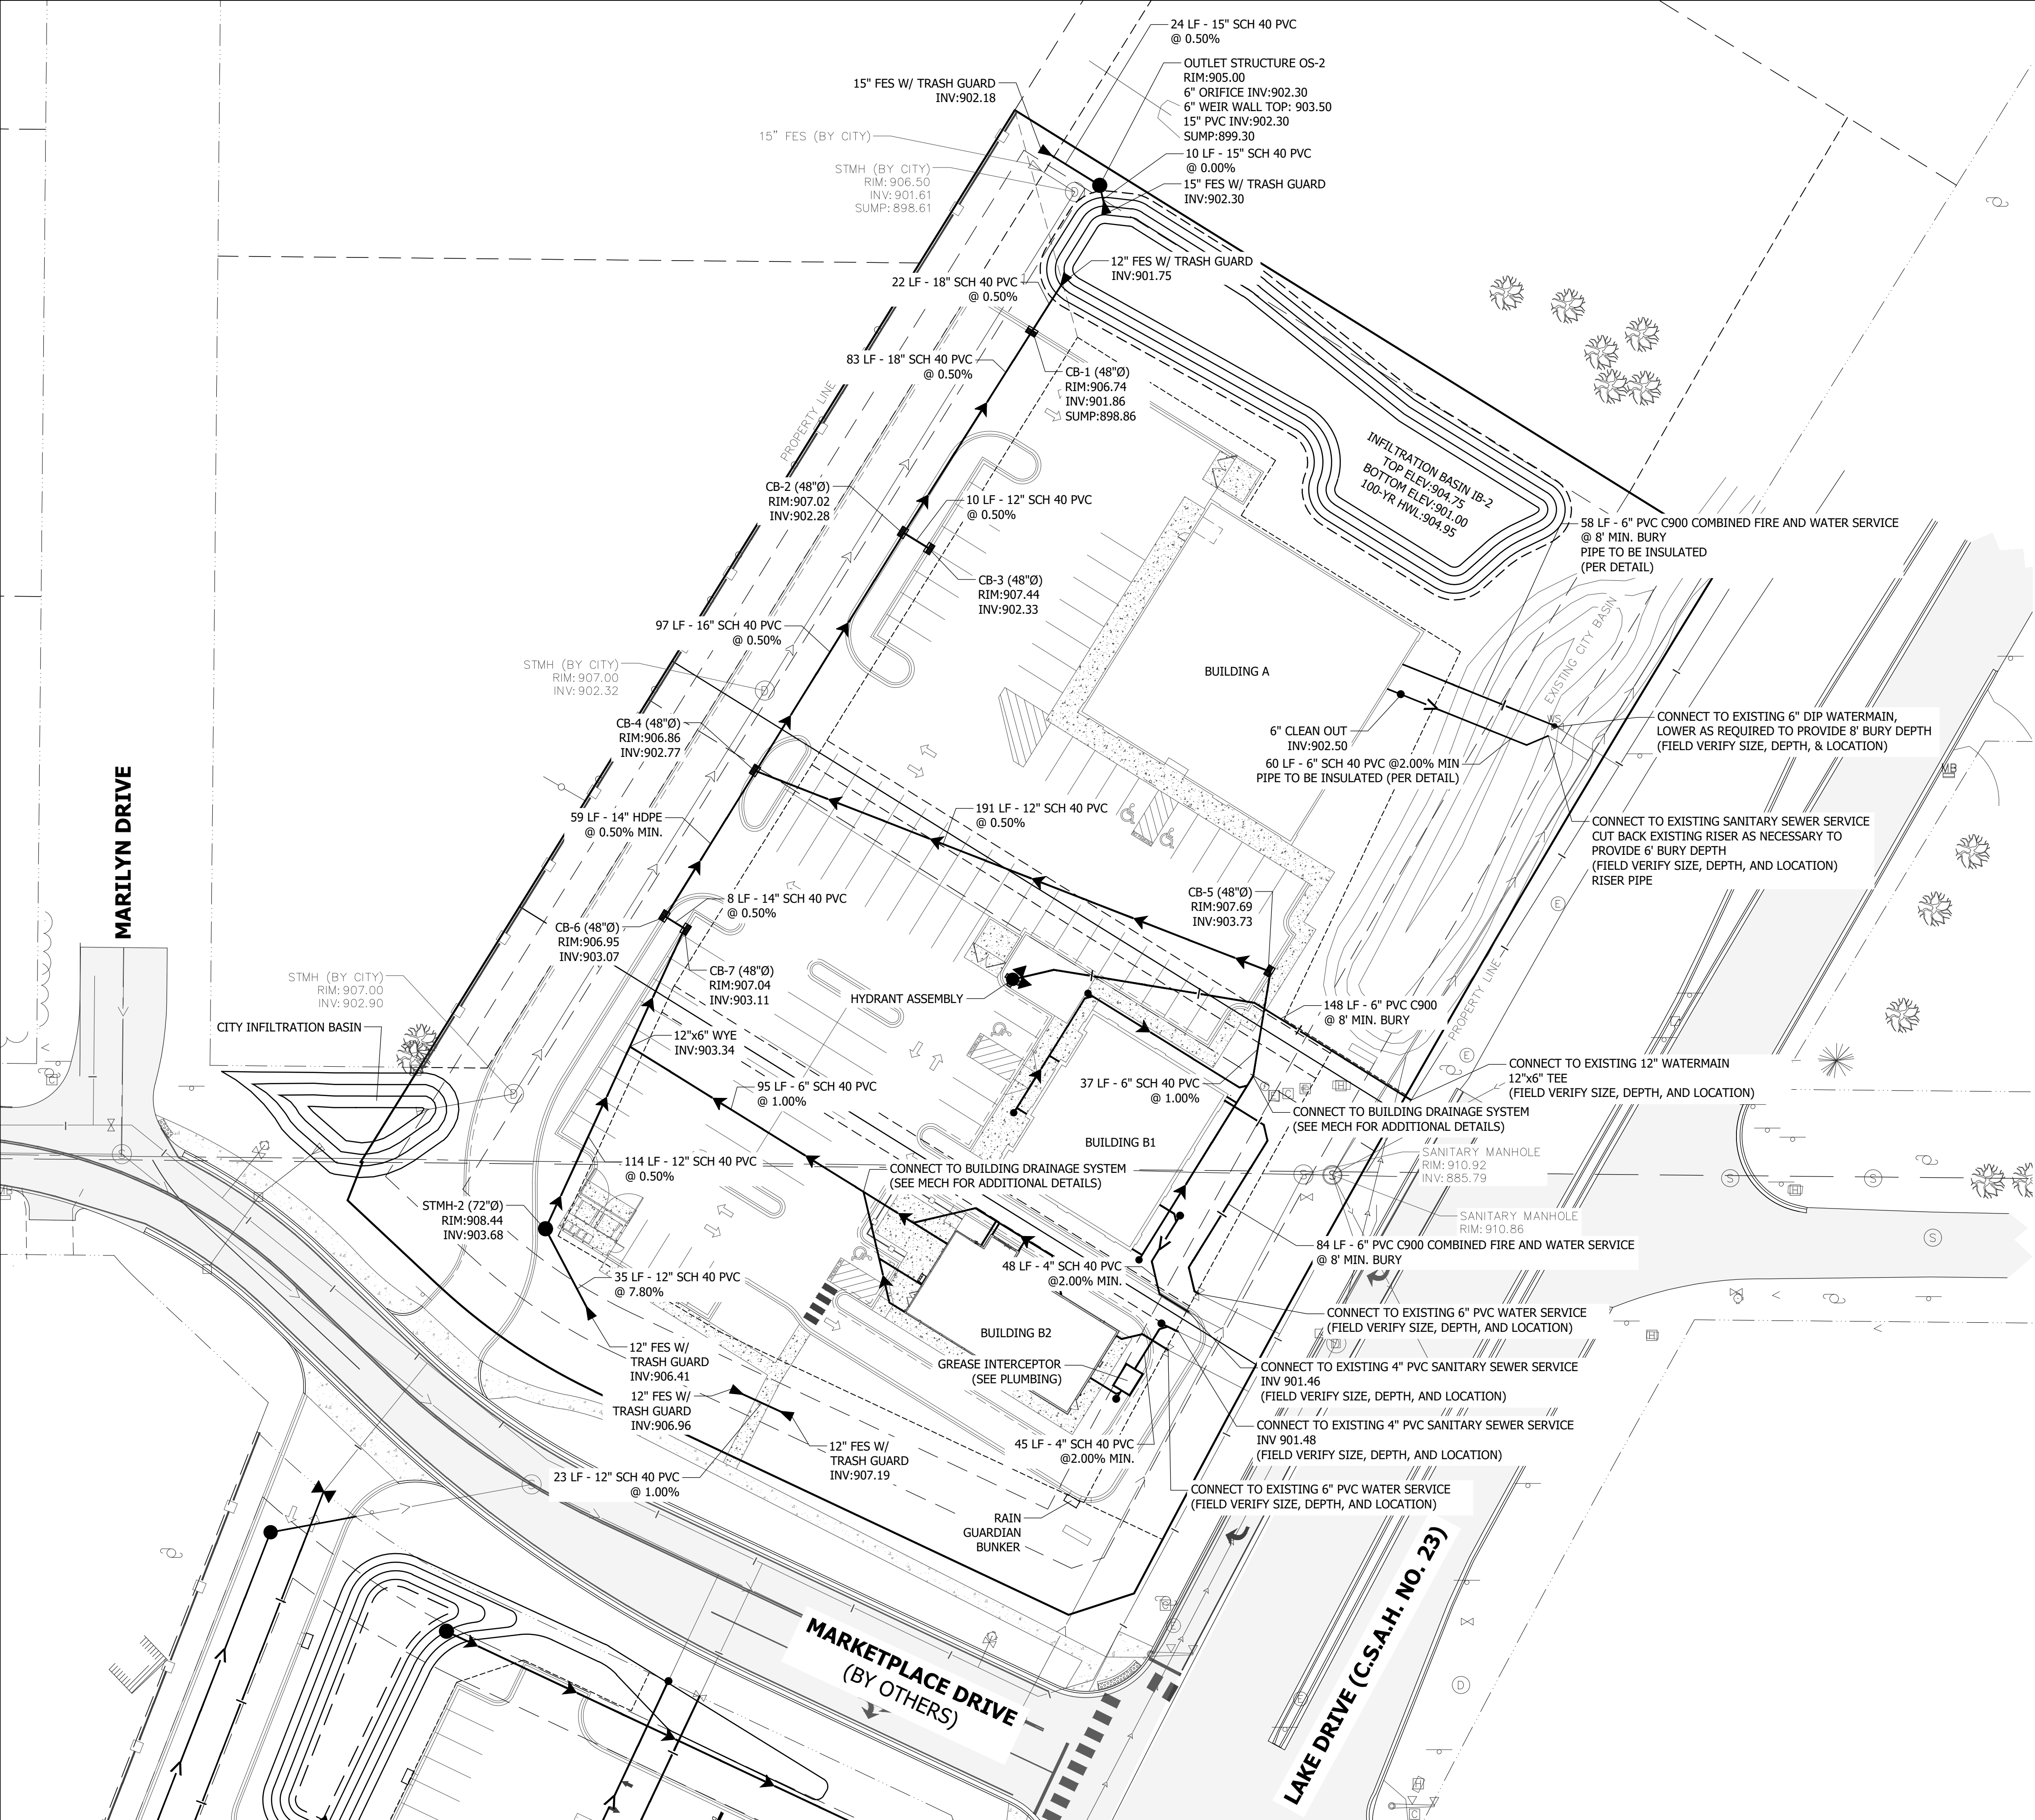 24 LF - 15" SCH 40 PVC
@ 0.50%
OUTLET STRUCTURE OS-2
RIM:905.00
6" ORIFICE INV:902.30
6" WEIR WALL TOP: 903.50
15" PVC INV:902.30
SUMP:899.30
15" FES W/ TRASH GUARD
INV:902.18
15" FES (BY CITY)
STMH (BY CITY)
RIM:906.50
INV:901.61
SUMP:898.61
10 LF - 15" SCH 40 PVC
@ 0.00%
15" FES W/ TRASH GUARD
INV:902.30
12" FES W/ TRASH GUARD
INV:901.75
22 LF - 18" SCH 40 PVC
@ 0.50%
83 LF - 18" SCH 40 PVC
@ 0.50%
CB-1 (48"Ø)
RIM:906.74
INV:901.86
SUMP:898.86
PROPERTY LINE
INFILTRATION BASIN IB-2
TOP ELEV:904.75
BOTTOM ELEV:901.00
100-YR HWL:904.95
CB-2 (48"Ø)
RIM:907.02
INV:902.28
10 LF - 12" SCH 40 PVC
@ 0.50%
58 LF - 6" PVC C900 COMBINED FIRE AND WATER SERVICE
@ 8' MIN. BURY
PIPE TO BE INSULATED
(PER DETAIL)
CB-3 (48"Ø)
RIM:907.44
INV:902.33
97 LF - 16" SCH 40 PVC
@ 0.50%
EXISTING CITY BASIN
STMH (BY CITY)
RIM:907.00
INV:902.32
BUILDING A
CB-4 (48"Ø)
RIM:906.86
INV:902.77
6" CLEAN OUT
INV:902.50
60 LF - 6" SCH 40 PVC @2.00% MIN
PIPE TO BE INSULATED (PER DETAIL)
WS
CONNECT TO EXISTING 6" DIP WATERMAIN,
LOWER AS REQUIRED TO PROVIDE 8' BURY DEPTH
(FIELD VERIFY SIZE, DEPTH, & LOCATION)
MB
59 LF - 14" HDPE
@ 0.50% MIN.
191 LF - 12" SCH 40 PVC
@ 0.50%
CONNECT TO EXISTING SANITARY SEWER SERVICE
CUT BACK EXISTING RISER AS NECESSARY TO
PROVIDE 6' BURY DEPTH
(FIELD VERIFY SIZE, DEPTH, AND LOCATION)
RISER PIPE
MARILYN DRIVE
8 LF - 14" SCH 40 PVC
@ 0.50%
CB-5 (48"Ø)
RIM:907.69
INV:903.73
CB-6 (48"Ø)
RIM:906.95
INV:903.07
CB-7 (48"Ø)
RIM:907.04
INV:903.11
STMH (BY CITY)
RIM:907.00
INV:902.90
CITY INFILTRATION BASIN
HYDRANT ASSEMBLY
148 LF - 6" PVC C900
@ 8' MIN. BURY
PROPERTY LINE
12"x6" WYE
INV:903.34
95 LF - 6" SCH 40 PVC
@ 1.00%
37 LF - 6" SCH 40 PVC
@ 1.00%
CONNECT TO EXISTING 12" WATERMAIN
12"x6" TEE
(FIELD VERIFY SIZE, DEPTH, AND LOCATION)
CONNECT TO BUILDING DRAINAGE SYSTEM
(SEE MECH FOR ADDITIONAL DETAILS)
BUILDING B1
114 LF - 12" SCH 40 PVC
@ 0.50%
CONNECT TO BUILDING DRAINAGE SYSTEM
(SEE MECH FOR ADDITIONAL DETAILS)
SANITARY MANHOLE
RIM:910.92
INV:885.79
STMH-2 (72"Ø)
RIM:908.44
INV:903.68
SANITARY MANHOLE
RIM:910.86
84 LF - 6" PVC C900 COMBINED FIRE AND WATER SERVICE
@ 8' MIN. BURY
48 LF - 4" SCH 40 PVC
@2.00% MIN.
35 LF - 12" SCH 40 PVC
@ 7.80%
CONNECT TO EXISTING 6" PVC WATER SERVICE
(FIELD VERIFY SIZE, DEPTH, AND LOCATION)
BUILDING B2
12" FES W/
TRASH GUARD
INV:906.41
GREASE INTERCEPTOR
(SEE PLUMBING)
CONNECT TO EXISTING 4" PVC SANITARY SEWER SERVICE
INV 901.46
(FIELD VERIFY SIZE, DEPTH, AND LOCATION)
12" FES W/
TRASH GUARD
INV:906.96
CONNECT TO EXISTING 4" PVC SANITARY SEWER SERVICE
INV 901.48
(FIELD VERIFY SIZE, DEPTH, AND LOCATION)
12" FES W/
TRASH GUARD
INV:907.19
45 LF - 4" SCH 40 PVC
@2.00% MIN.
23 LF - 12" SCH 40 PVC
@ 1.00%
CONNECT TO EXISTING 6" PVC WATER SERVICE
(FIELD VERIFY SIZE, DEPTH, AND LOCATION)
RAIN
GUARDIAN
BUNKER
MARKETPLACE DRIVE
(BY OTHERS)
LAKE DRIVE (C.S.A.H. NO. 23)